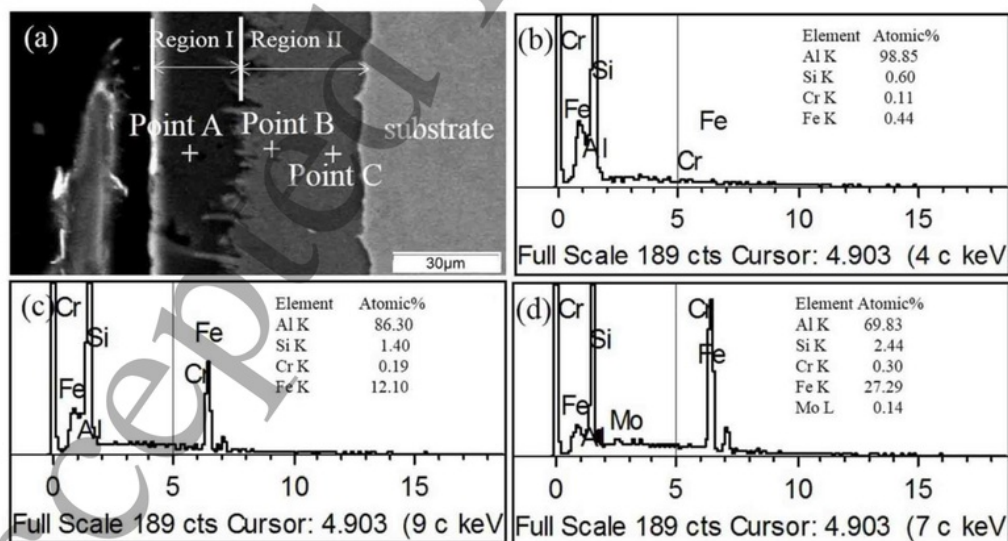 (a)
Region I
Region II
Point A
Point B
Point C
substrate
30μm
(b)
Cr
Si
Fe
Al
Cr
Fe
Element Atomic%
Al K 98.85
Si K 0.60
Cr K 0.11
Fe K 0.44
0 5 10 15
Full Scale 189 cts Cursor: 4.903 (4 c keV
(c)
Cr
Si
Fe
Al
Fe
Cr
Element Atomic%
Al K 86.30
Si K 1.40
Cr K 0.19
Fe K 12.10
0 5 10 15
Full Scale 189 cts Cursor: 4.903 (9 c keV
(d)
Cr
Si
Fe
Al
Mo
Cr
Fe
Element Atomic%
Al K 69.83
Si K 2.44
Cr K 0.30
Fe K 27.29
Mo L 0.14
0 5 10 15
Full Scale 189 cts Cursor: 4.903 (7 c keV